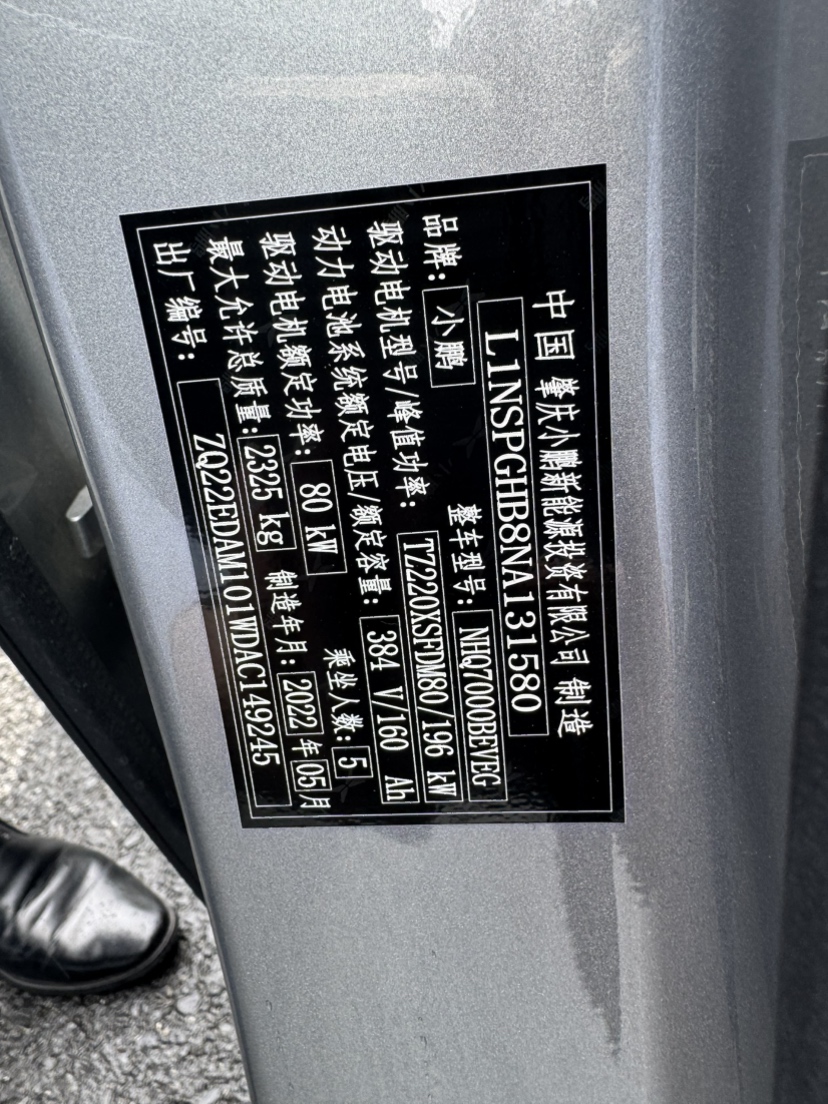 中国 肇庆小鹏新能源投资有限公司 制造
L1NSPGHB8NA131580
品牌: 小鹏 整车型号: NHQ7000BEVEG
驱动电机型号/峰值功率: TZ220XSFDM80/196 kW
动力电池系统额定电压/额定容量: 384 V/160 Ah
驱动电机额定功率: 80 kW 乘坐人数: 5
最大允许总质量: 2325 kg 制造年月: 2022 年 05 月
出厂编号: ZQ22EDAM101WDAC149245